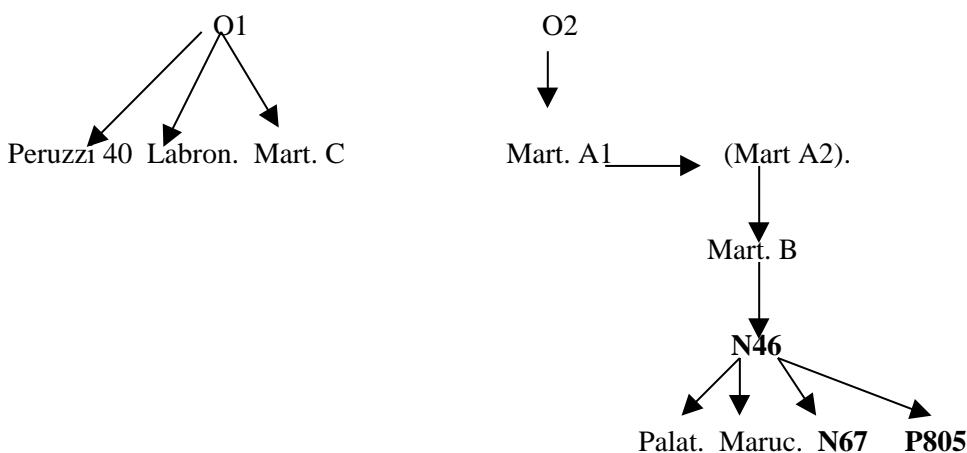 O1 O2
Peruzzi 40 Labron. Mart. C Mart. A1 (Mart A2).
Mart. B
N46
Palat. Maruc. N67 P805